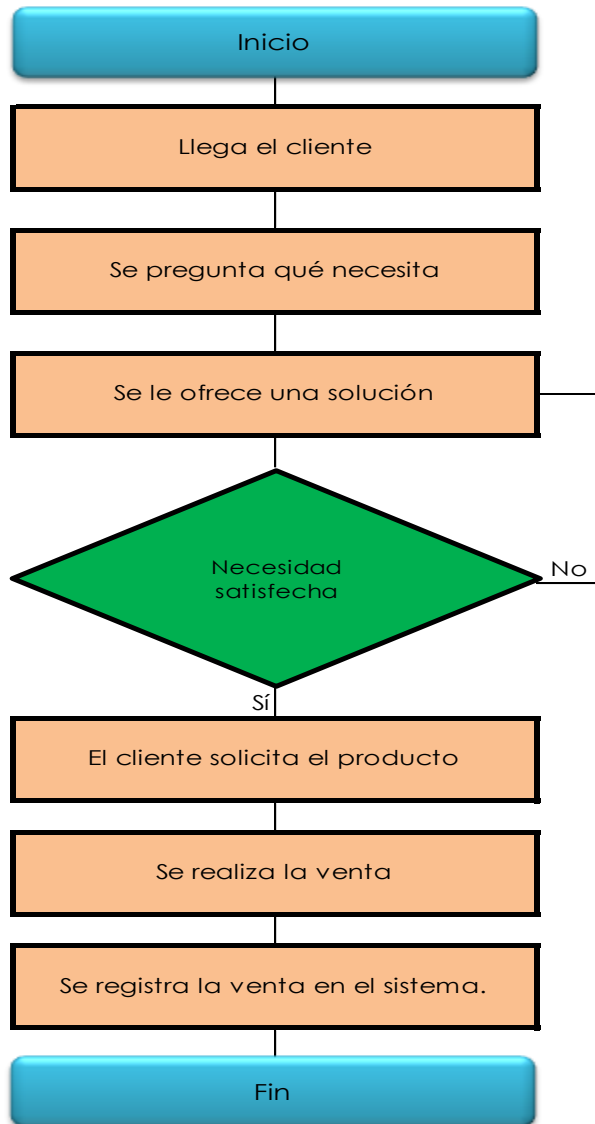 Inicio
Llega el cliente
Se pregunta qué necesita
Se le ofrece una solución
Necesidad
satisfecha
No
Sí
El cliente solicita el producto
Se realiza la venta
Se registra la venta en el sistema.
Fin